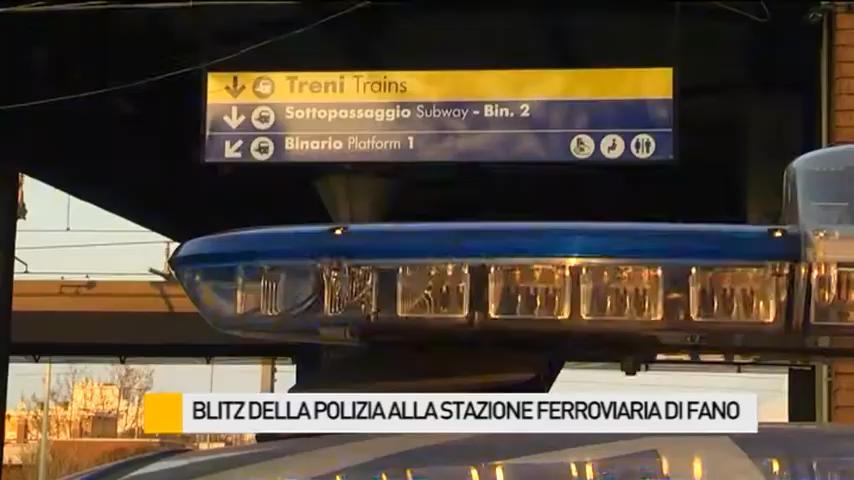 Treni Trains
Sottopassaggio Subway - Bin. 2
Binario Platform 1
BLITZ DELLA POLIZIA ALLA STAZIONE FERROVIARIA DI FANO